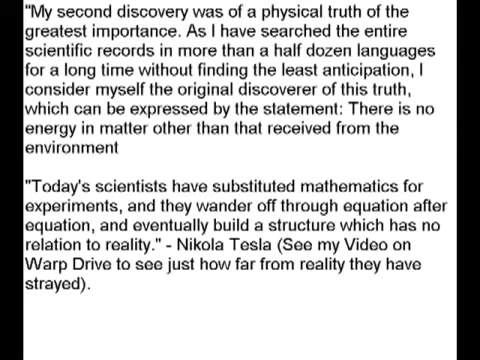 "My second discovery was of a physical truth of the
greatest importance. As I have searched the entire
scientific records in more than a half dozen languages
for a long time without finding the least anticipation, I
consider myself the original discoverer of this truth,
which can be expressed by the statement: There is no
energy in matter other than that received from the
environment
"Today's scientists have substituted mathematics for
experiments, and they wander off through equation after
equation, and eventually build a structure which has no
relation to reality." - Nikola Tesla (See my Video on
Warp Drive to see just how far from reality they have
strayed).